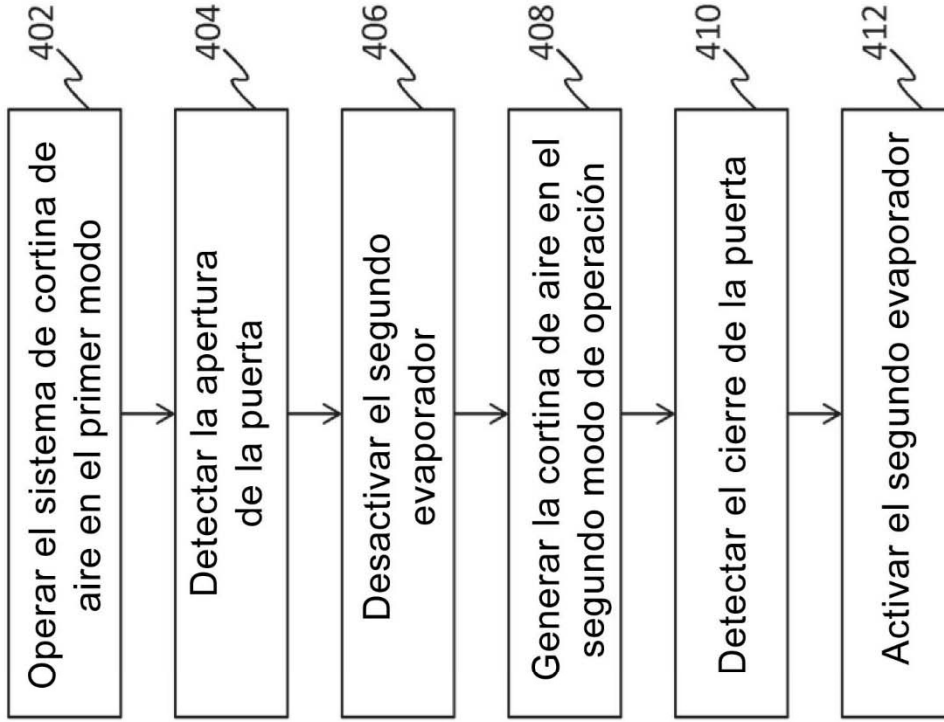 Operar el sistema de cortina de
aire en el primer modo
402
Detectar la apertura
de la puerta
404
Desactivar el segundo
evaporador
406
Generar la cortina de aire en el
segundo modo de operación
408
Detectar el cierre de la puerta
410
Activar el segundo evaporador
412